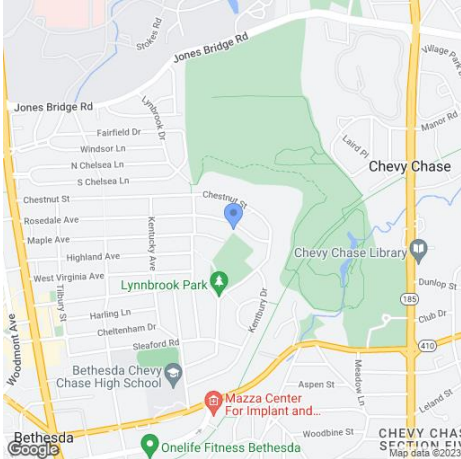 Stokes Rd
Jones Bridge Rd
Village Park
Jones Bridge Rd
Lynbrook Dr
Manor Rd
Fairfield Dr
Laird Pl
Windsor Ln
N Chelsea Ln
Chevy Chase
S Chelsea Ln
Chestnut St
Chestnut St
Rosedale Ave
Maple Ave
Kentucky Ave
Highland Ave
Chevy Chase Library
West Virginia Ave
Lynnbrook Park
Dunlop St
Tilbury St
185
Kentbury Dr
Harling Ln
Club Dr
Woodmont Ave
Cheltenham Dr
Sleaford Rd
410
Bethesda Chevy
Chase High School
Meadow Ln
Aspen St
Leland St
Mazza Center
For Implant and...
Bethesda
Woodbine St
CHEVY CHAS
SECTION FIV
Onelife Fitness Bethesda
Google
Map data ©2023